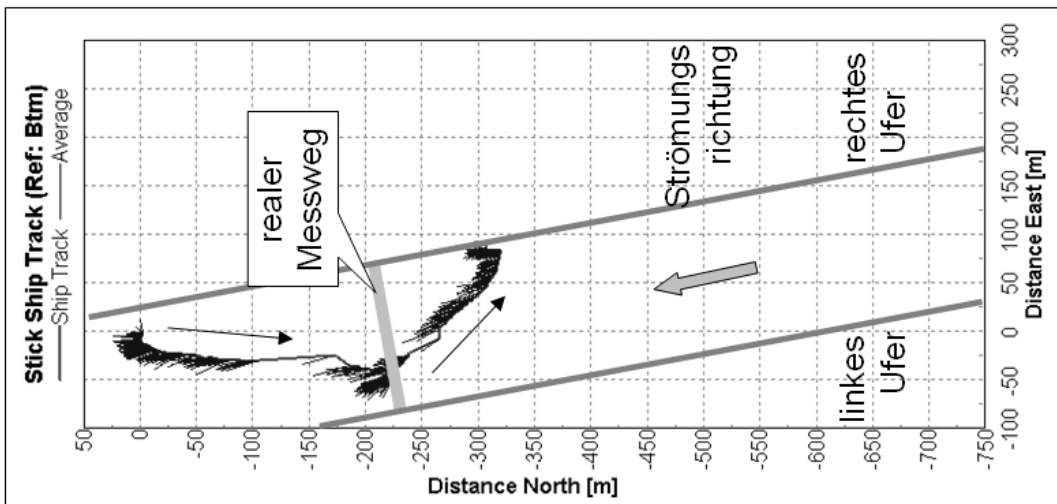 Stick Ship Track (Ref: Btm)
Ship Track
Average
realer
Messweg
Strömungs
richtung
rechtes
Ufer
linkes
Ufer
300
250
200
150
100
50
0
-50
-100
Distance East [m]
50
0
-50
-100
-150
-200
-250
-300
-350
-400
-450
-500
-550
-600
-650
-700
-750
Distance North [m]